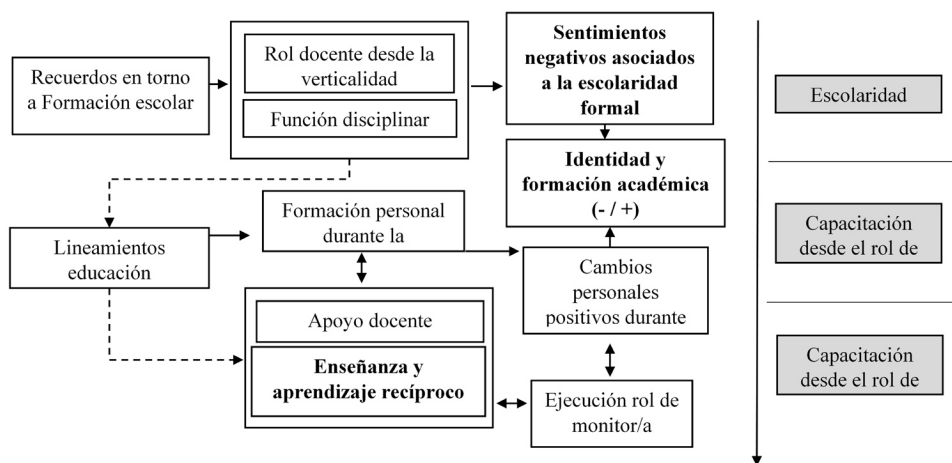 Recuerdos en torno
a Formación escolar
Rol docente desde la
verticalidad
Función disciplinar
Sentimientos
negativos asociados
a la escolaridad
formal
Escolaridad
Identidad y
formación académica
(- / +)
Lineamientos
educación
Formación personal
durante la
Cambios
personales
positivos durante
Capacitación
desde el rol de
Apoyo docente
Enseñanza y
aprendizaje recíproco
Ejecución rol de
monitor/a
Capacitación
desde el rol de